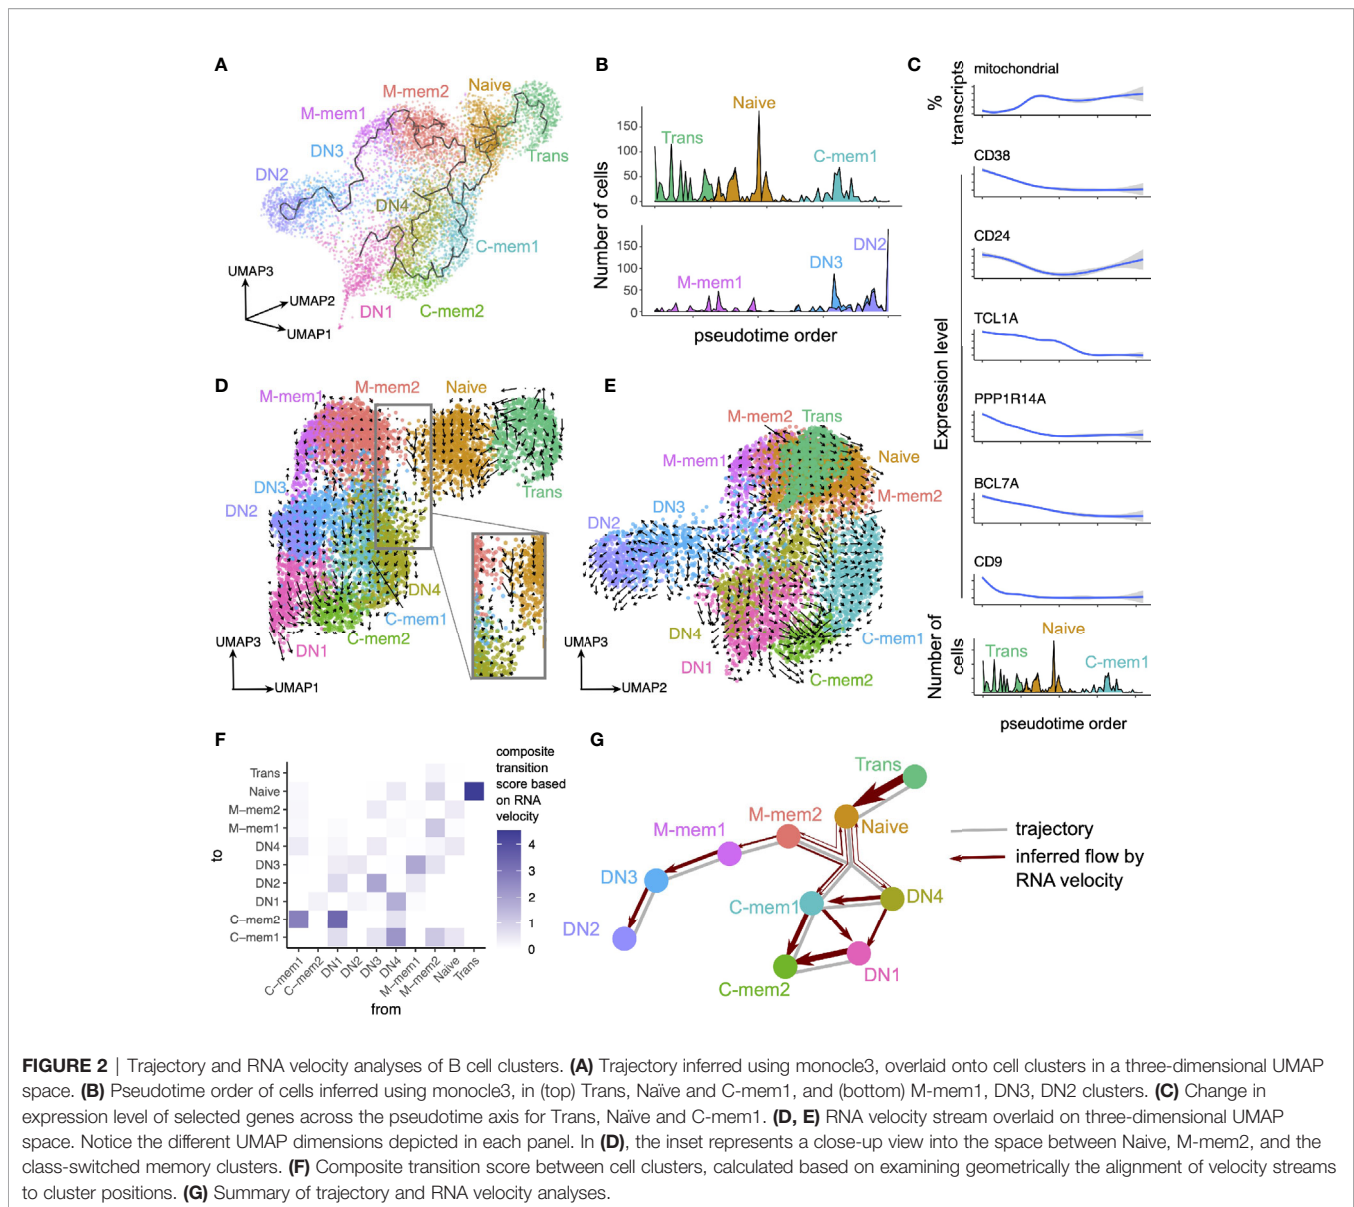 A
M-mem2
Naive
M-mem1
DN3
Trans
DN2
DN4
C-mem1
UMAP3
UMAP2
UMAP1
DN1
C-mem2
B
Naive
150
Trans
100
C-mem1
50
0
Number of cells
DN2
150
100
DN3
M-mem1
50
0
pseudotime order
C
%
transcripts
mitochondrial
CD38
CD24
TCL1A
Expression level
PPP1R14A
BCL7A
CD9
Number of
cells
Naive
Trans
C-mem1
pseudotime order
D
M-mem2
Naive
M-mem1
DN3
DN2
Trans
DN4
C-mem1
C-mem2
UMAP3
DN1
UMAP1
E
M-mem2
Trans
M-mem1
Naive
M-mem2
DN3
DN2
DN4
C-mem1
UMAP3
DN1
C-mem2
UMAP2
F
composite
transition
score based
on RNA
velocity
4
3
2
1
0
to
Trans
Naive
M-mem2
M-mem1
DN4
DN3
DN2
DN1
C-mem2
C-mem1
C-mem1
C-mem2
DN1
DN2
DN3
DN4
M-mem1
M-mem2
Naive
Trans
from
G
Trans
M-mem2
Naive
M-mem1
trajectory
inferred flow by
RNA velocity
DN3
C-mem1
DN4
DN2
DN1
C-mem2
FIGURE 2 | Trajectory and RNA velocity analyses of B cell clusters. (A) Trajectory inferred using monocle3, overlaid onto cell clusters in a three-dimensional UMAP
space. (B) Pseudotime order of cells inferred using monocle3, in (top) Trans, Naïve and C-mem1, and (bottom) M-mem1, DN3, DN2 clusters. (C) Change in
expression level of selected genes across the pseudotime axis for Trans, Naïve and C-mem1. (D, E) RNA velocity stream overlaid on three-dimensional UMAP
space. Notice the different UMAP dimensions depicted in each panel. In (D), the inset represents a close-up view into the space between Naive, M-mem2, and the
class-switched memory clusters. (F) Composite transition score between cell clusters, calculated based on examining geometrically the alignment of velocity streams
to cluster positions. (G) Summary of trajectory and RNA velocity analyses.